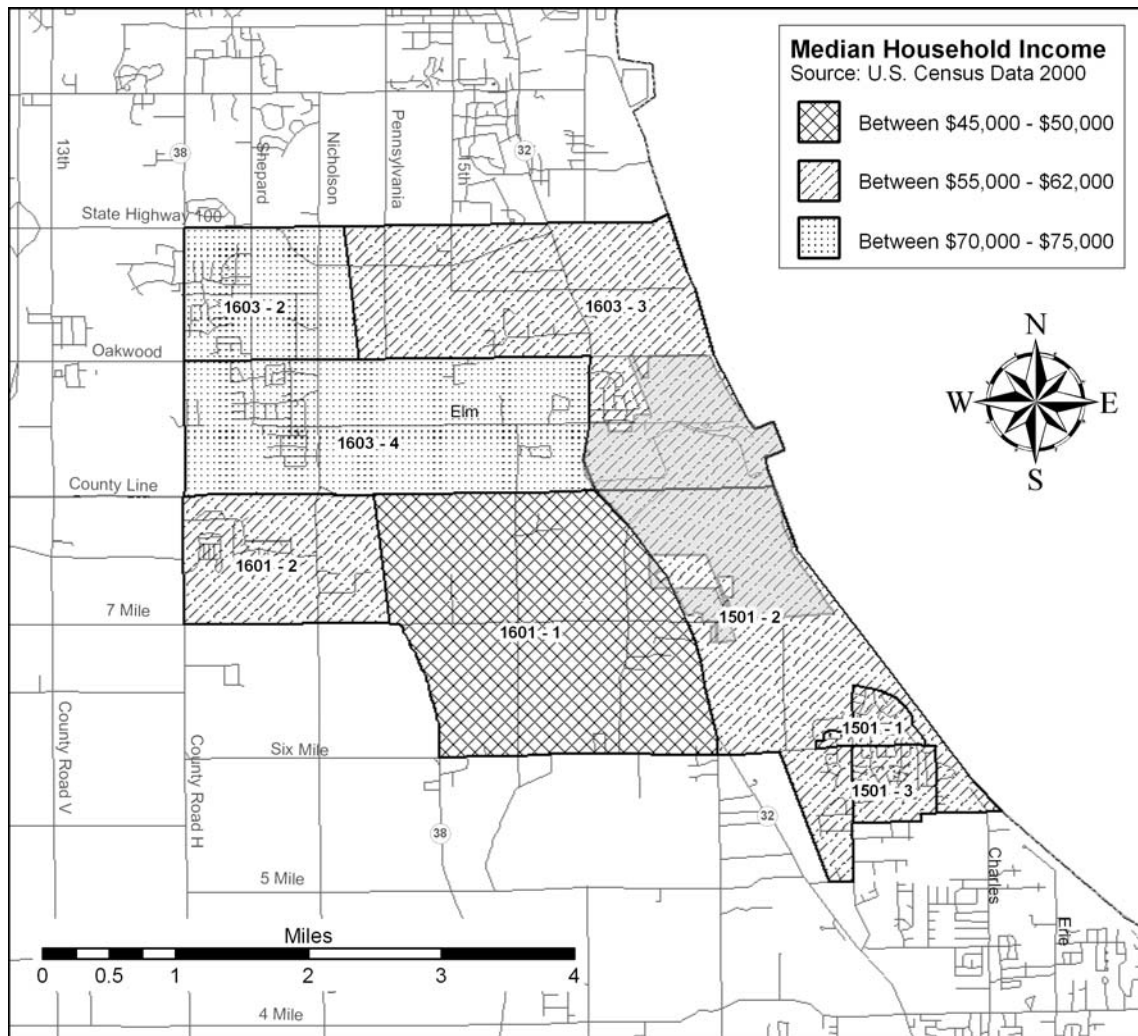 Median Household Income
Source: U.S. Census Data 2000
Between $45,000 - $50,000
Between $55,000 - $62,000
Between $70,000 - $75,000
13th
38
Shepard
Nicholson
Pennsylvania
15th
32
State Highway 100
1603 - 2
1603 - 3
Oakwood
Elm
1603 - 4
County Line
1601 - 2
7 Mile
1601 - 1
1501 - 2
1501 - 1
1501 - 3
Six Mile
County Road V
County Road H
38
32
5 Mile
Charles
Erie
4 Mile
N
W
E
S
Miles
0 0.5 1 2 3 4